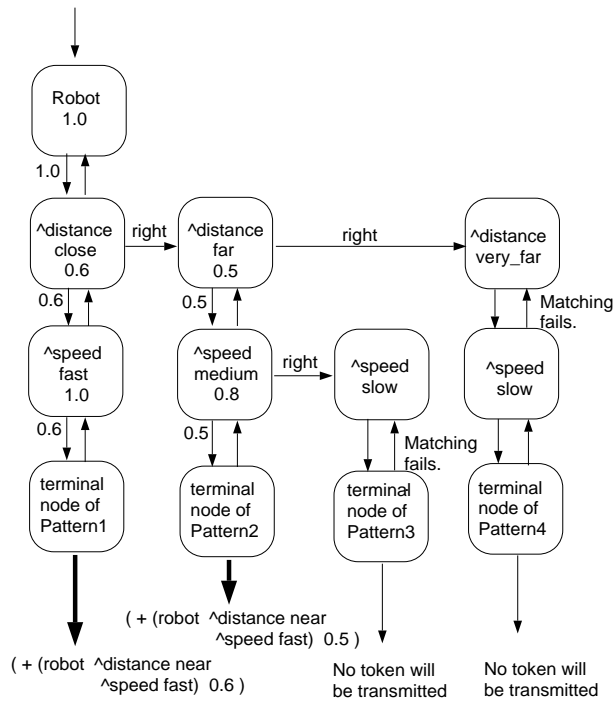 Robot
1.0
1.0
^distance
close
0.6
right
^distance
far
0.5
right
^distance
very_far
0.6
0.5
Matching
fails.
^speed
fast
1.0
^speed
medium
0.8
right
^speed
slow
^speed
slow
0.6
0.5
Matching
fails.
terminal
node of
Pattern1
terminal
node of
Pattern2
terminal
node of
Pattern3
terminal
node of
Pattern4
( + (robot ^distance near
^speed fast) 0.5 )
( + (robot ^distance near
^speed fast) 0.6 )
No token will
be transmitted
No token will
be transmitted